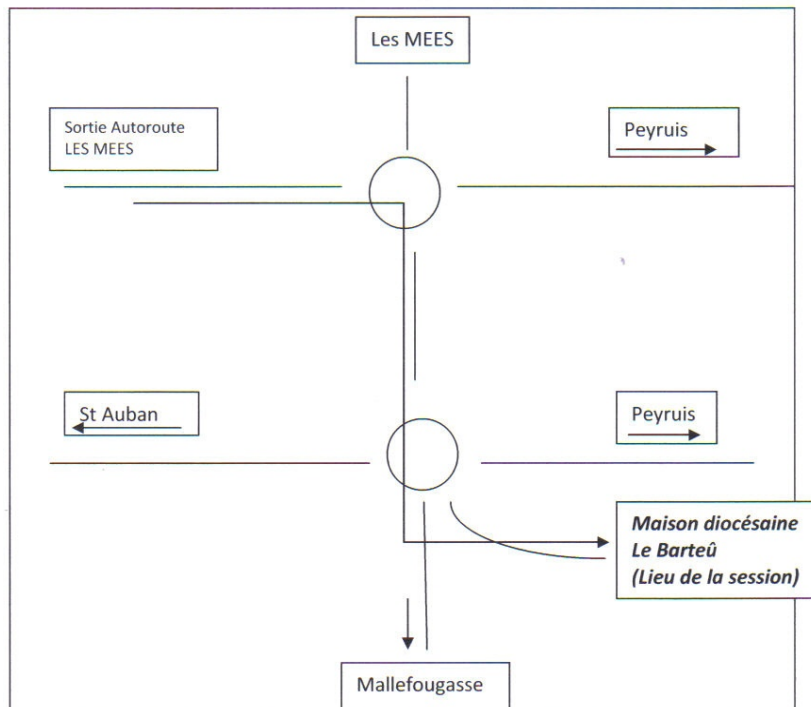 Les MEES
Sortie Autoroute
LES MEES
Peyruis
St Auban
Peyruis
Maison diocésaine
Le Barteû
(Lieu de la session)
Mallefougasse